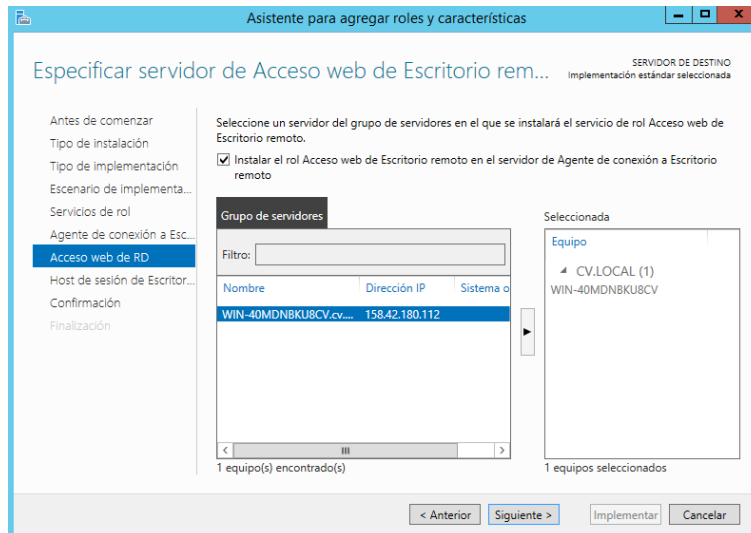 Asistente para agregar roles y características
Especificar servidor de Acceso web de Escritorio rem...
SERVIDOR DE DESTINO
Implementación estándar seleccionada
Antes de comenzar
Tipo de instalación
Tipo de implementación
Escenario de implementa...
Servicios de rol
Agente de conexión a Esc...
Acceso web de RD
Host de sesión de Escritor...
Confirmación
Finalización
Seleccione un servidor del grupo de servidores en el que se instalará el servicio de rol Acceso web de
Escritorio remoto.
Instalar el rol Acceso web de Escritorio remoto en el servidor de Agente de conexión a Escritorio
remoto
Grupo de servidores
Filtro:
Nombre Dirección IP Sistema o
WIN-40MDNBKU8CV.cv.... 158.42.180.112
1 equipo(s) encontrado(s)
Seleccionada
Equipo
CV.LOCAL (1)
WIN-40MDNBKU8CV
1 equipos seleccionados
< Anterior Siguiente > Implementar Cancelar